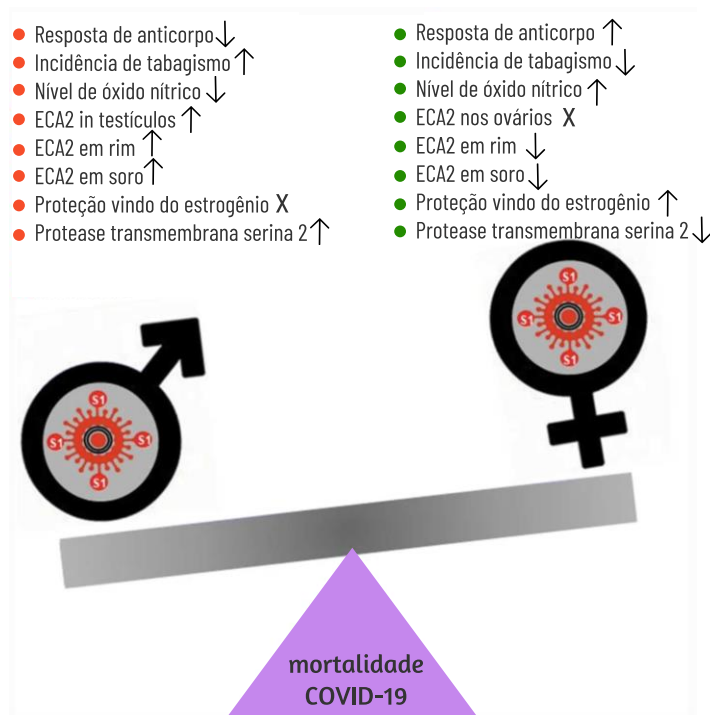 Resposta de anticorpo ↓
Incidência de tabagismo ↑
Nível de óxido nítrico ↓
ECA2 in testículos ↑
ECA2 em rim ↑
ECA2 em soro ↑
Proteção vindo do estrogênio X
Protease transmembrana serina 2 ↑
Resposta de anticorpo ↑
Incidência de tabagismo ↓
Nível de óxido nítrico ↑
ECA2 nos ovários X
ECA2 em rim ↓
ECA2 em soro ↓
Proteção vindo do estrogênio ↑
Protease transmembrana serina 2 ↓
S1
S1
S1
S1
S1
S1
S1
S1
mortalidade
COVID-19